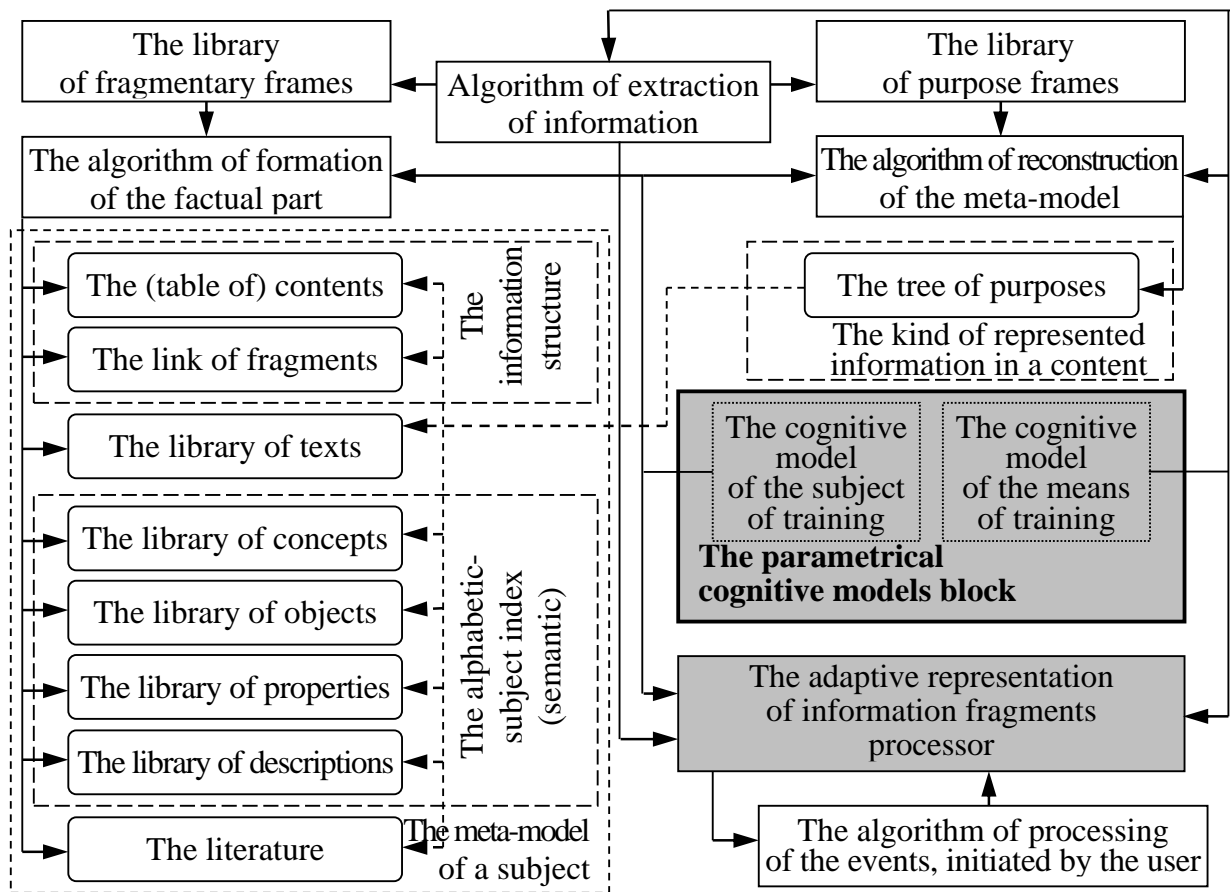 The library
of fragmentary frames
Algorithm of extraction
of information
The library
of purpose frames
The algorithm of formation
of the factual part
The algorithm of reconstruction
of the meta-model
The (table of) contents
The link of fragments
The
information
structure
The tree of purposes
The kind of represented
information in a content
The library of texts
The cognitive
model
of the subject
of training
The cognitive
model
of the means
of training
The parametrical
cognitive models block
The library of concepts
The library of objects
The library of properties
The library of descriptions
The alphabetic-
subject index
(semantic)
The adaptive representation
of information fragments
processor
The literature
The meta-model
of a subject
The algorithm of processing
of the events, initiated by the user